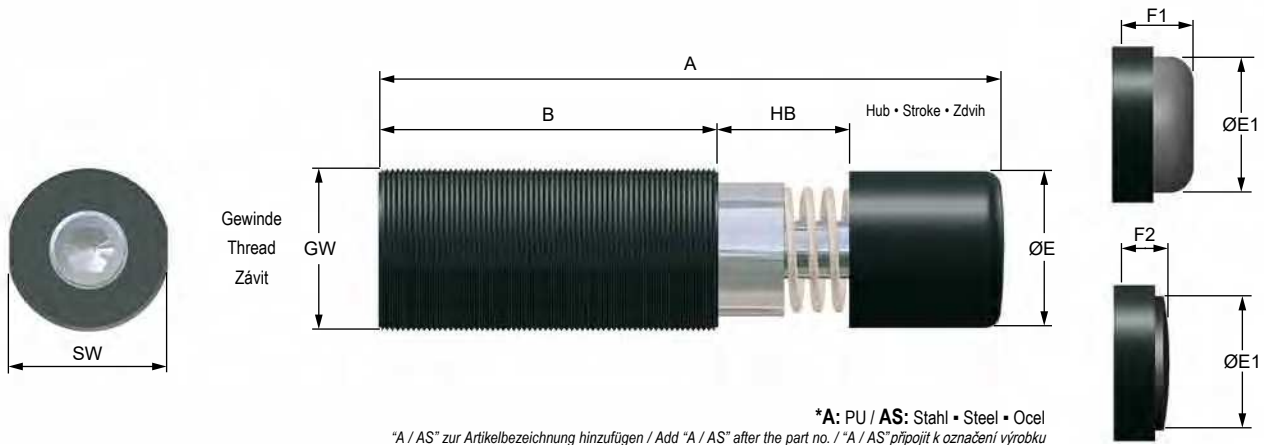 A
B
HB
Hub • Stroke • Zdvih
F1
ØE1
Gewinde
Thread
Závit
GW
ØE
SW
F2
ØE1
*A: PU / AS: Stahl ▪ Steel ▪ Ocel
“A / AS” zur Artikelbezeichnung hinzufügen / Add “A / AS” after the part no. / “A / AS” připojit k označení výrobku